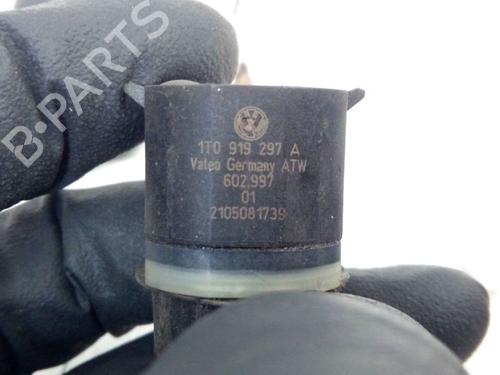 B-PARTS
1T0 919 297 A
Valeo Germany ATW
602.997
01
2105081739